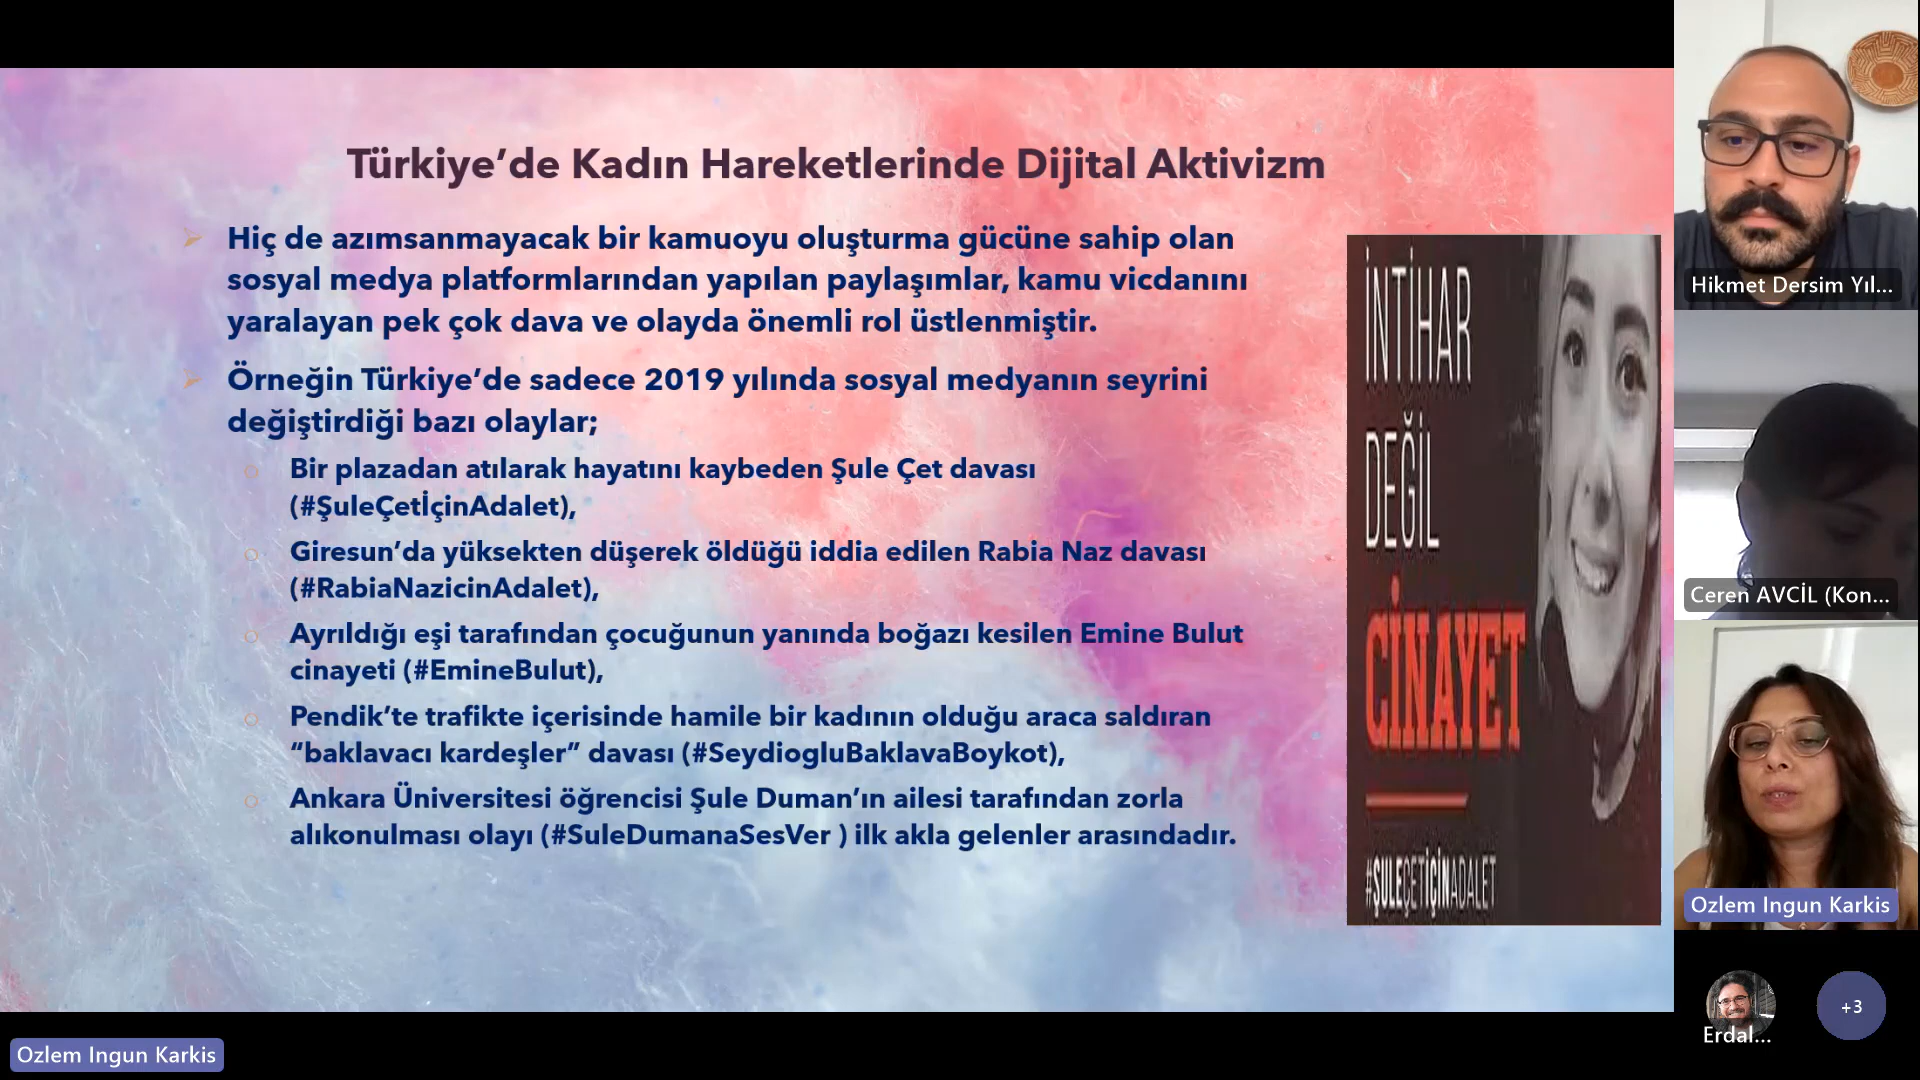 Türkiye’de Kadın Hareketlerinde Dijital Aktivizm
Hiç de azımsanmayacak bir kamuoyu oluşturma gücüne sahip olan
sosyal medya platformlarından yapılan paylaşımlar, kamu vicdanını
yaralayan pek çok dava ve olayda önemli rol üstlenmiştir.
Örneğin Türkiye’de sadece 2019 yılında sosyal medyanın seyrini
değiştirdiği bazı olaylar;
Bir plazadan atılarak hayatını kaybeden Şule Çet davası
(#ŞuleÇetİçinAdalet),
Giresun’da yüksekten düşerek öldüğü iddia edilen Rabia Naz davası
(#RabiaNazicinAdalet),
Ayrıldığı eşi tarafından çocuğunun yanında boğazı kesilen Emine Bulut
cinayeti (#EmineBulut),
Pendik’te trafikte içerisinde hamile bir kadının olduğu araca saldıran
“baklavacı kardeşler” davası (#SeydiogluBaklavaBoykot),
Ankara Üniversitesi öğrencisi Şule Duman’ın ailesi tarafından zorla
alıkonulması olayı (#SuleDumanaSesVer ) ilk akla gelenler arasındadır.
İNTİHAR
DEĞİL
CİNAYET
#ŞULEÇETİÇİNADALET
Hikmet Dersim Yıl...
Ceren AVCİL (Kon...
Ozlem Ingun Karkis
Erdal...
+3
Ozlem Ingun Karkis